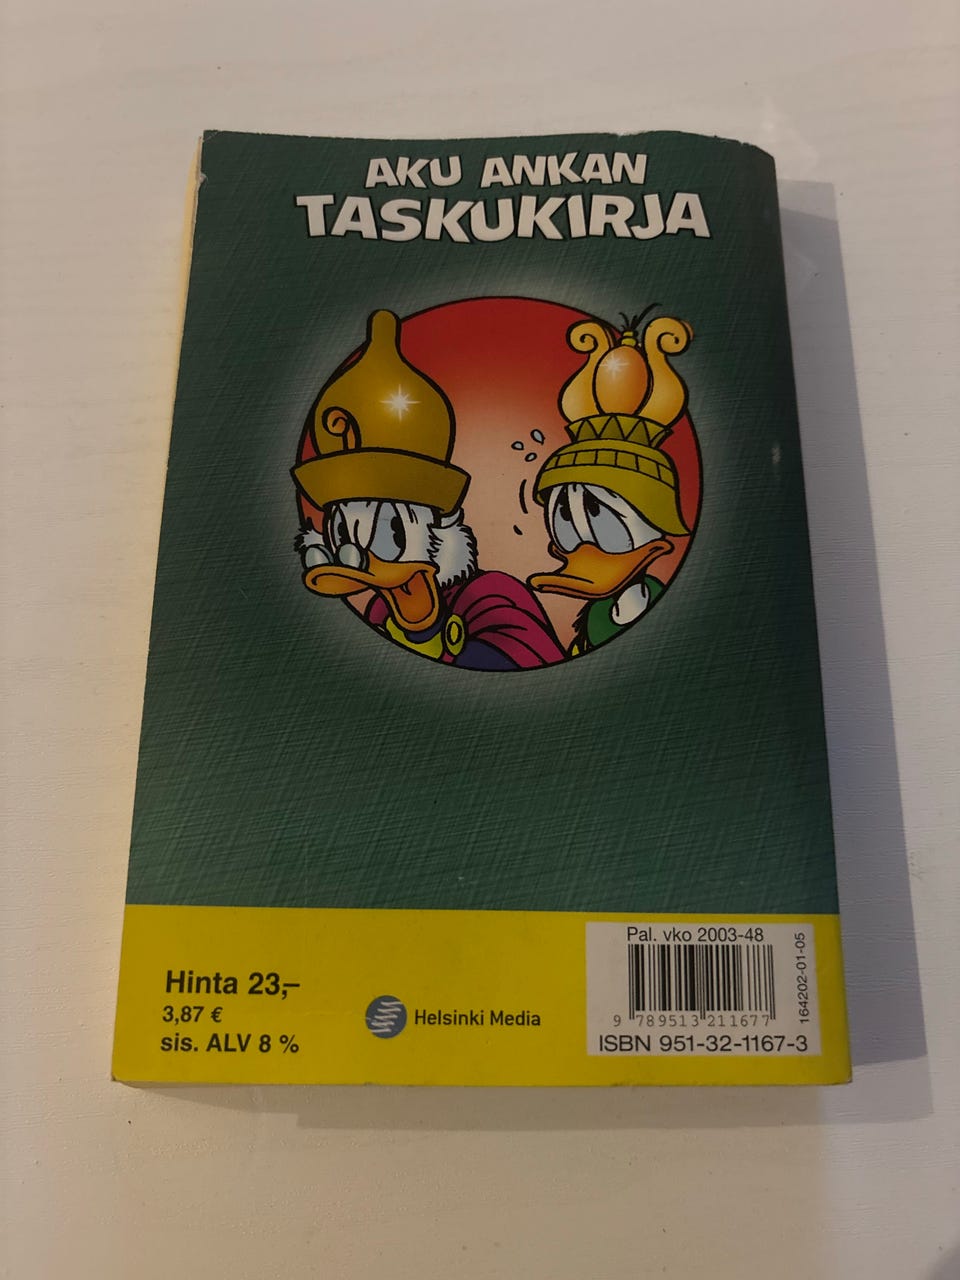 AKU ANKAN
TASKUKIRJA
Hinta 23,–
3,87 €
sis. ALV 8 %
Helsinki Media
Pal. vko 2003-48
9 789513 211677
ISBN 951-32-1167-3
164202-01-05